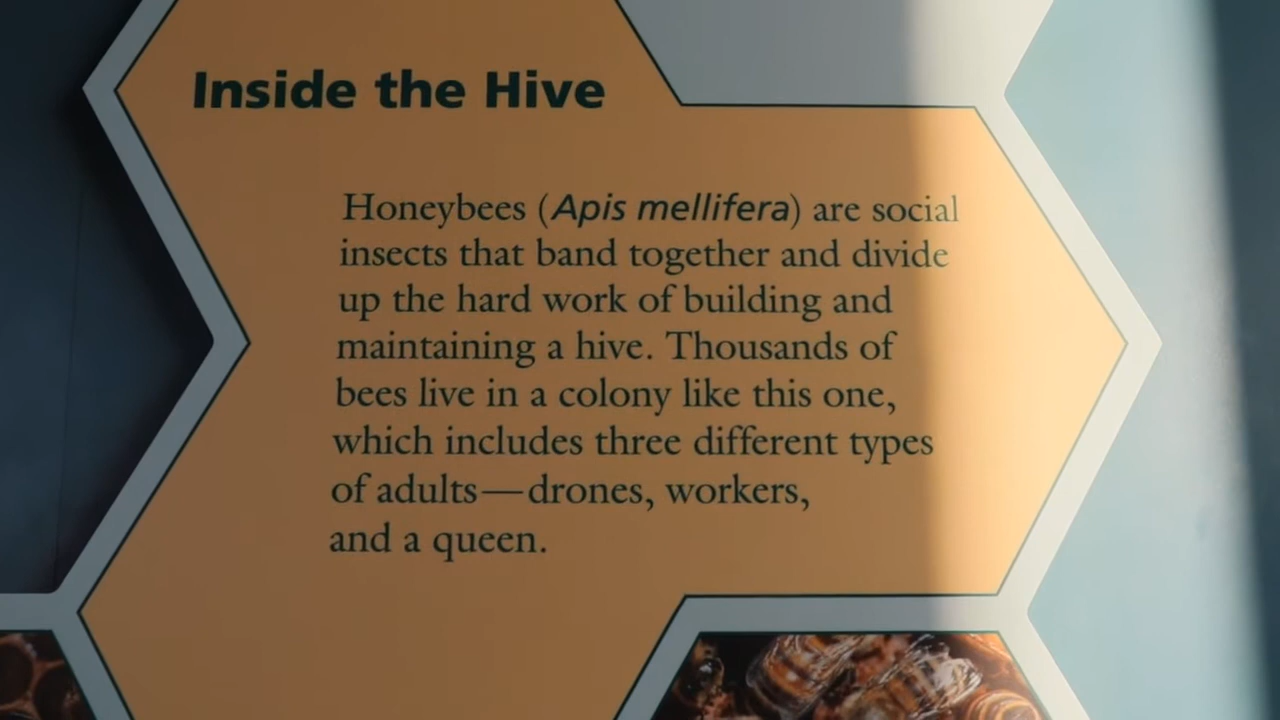 Inside the Hive
Honeybees (Apis mellifera) are social
insects that band together and divide
up the hard work of building and
maintaining a hive. Thousands of
bees live in a colony like this one,
which includes three different types
of adults—drones, workers,
and a queen.